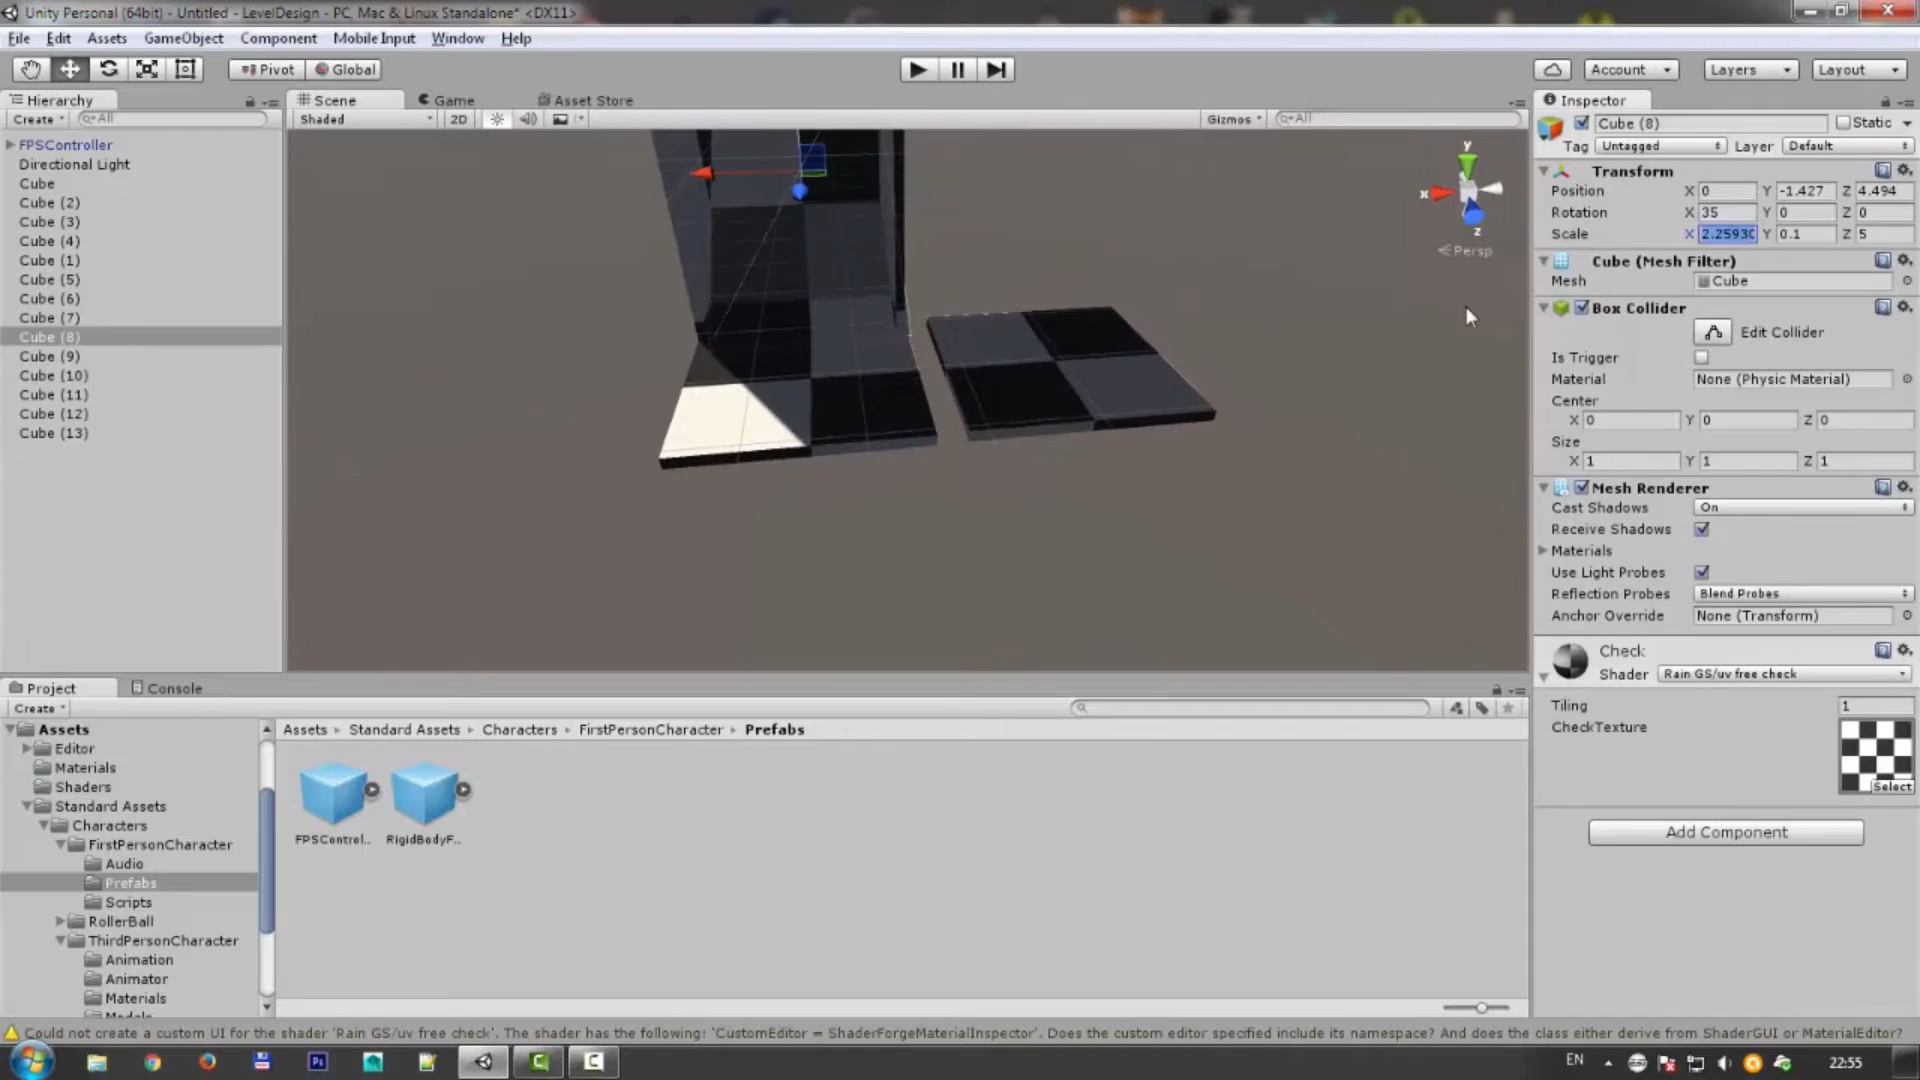 Unity Personal (64bit) - Untitled - LevelDesign - PC, Mac & Linux Standalone* <DX11>
File Edit Assets GameObject Component Mobile Input Window Help
Pivot Global Account Layers Layout
Hierarchy Scene Game Asset Store Inspector
Create All Shaded 2D Gizmos All
Cube (8) Static
Tag Untagged Layer Default
FPSController
Directional Light
Cube
Cube (2)
Cube (3)
Cube (4)
Cube (1)
Cube (5)
Cube (6)
Cube (7)
Cube (8)
Cube (9)
Cube (10)
Cube (11)
Cube (12)
Cube (13)
y
x
z
Persp
Transform
Position X 0 Y -1.427 Z 4.494
Rotation X 35 Y 0 Z 0
Scale X 2.2593 Y 0.1 Z 5
Cube (Mesh Filter)
Mesh Cube
Box Collider
Edit Collider
Is Trigger
Material None (Physic Material)
Center
X 0 Y 0 Z 0
Size
X 1 Y 1 Z 1
Mesh Renderer
Cast Shadows On
Receive Shadows
Materials
Use Light Probes
Reflection Probes Blend Probes
Anchor Override None (Transform)
Check
Shader Rain GS/uv free check
Tiling 1
CheckTexture
Select
Add Component
Project Console
Create
Assets
Editor
Materials
Shaders
Standard Assets
Characters
FirstPersonCharacter
Audio
Prefabs
Scripts
RollerBall
ThirdPersonCharacter
Animation
Animator
Materials
Assets Standard Assets Characters FirstPersonCharacter Prefabs
FPSControl.. RigidBodyF..
Could not create a custom UI for the shader 'Rain GS/uv free check'. The shader has the following: 'CustomEditor = ShaderForgeMaterialInspector'. Does the custom editor specified include its namespace? And does the class either derive from ShaderGUI or MaterialEditor?
Ps EN 22:55